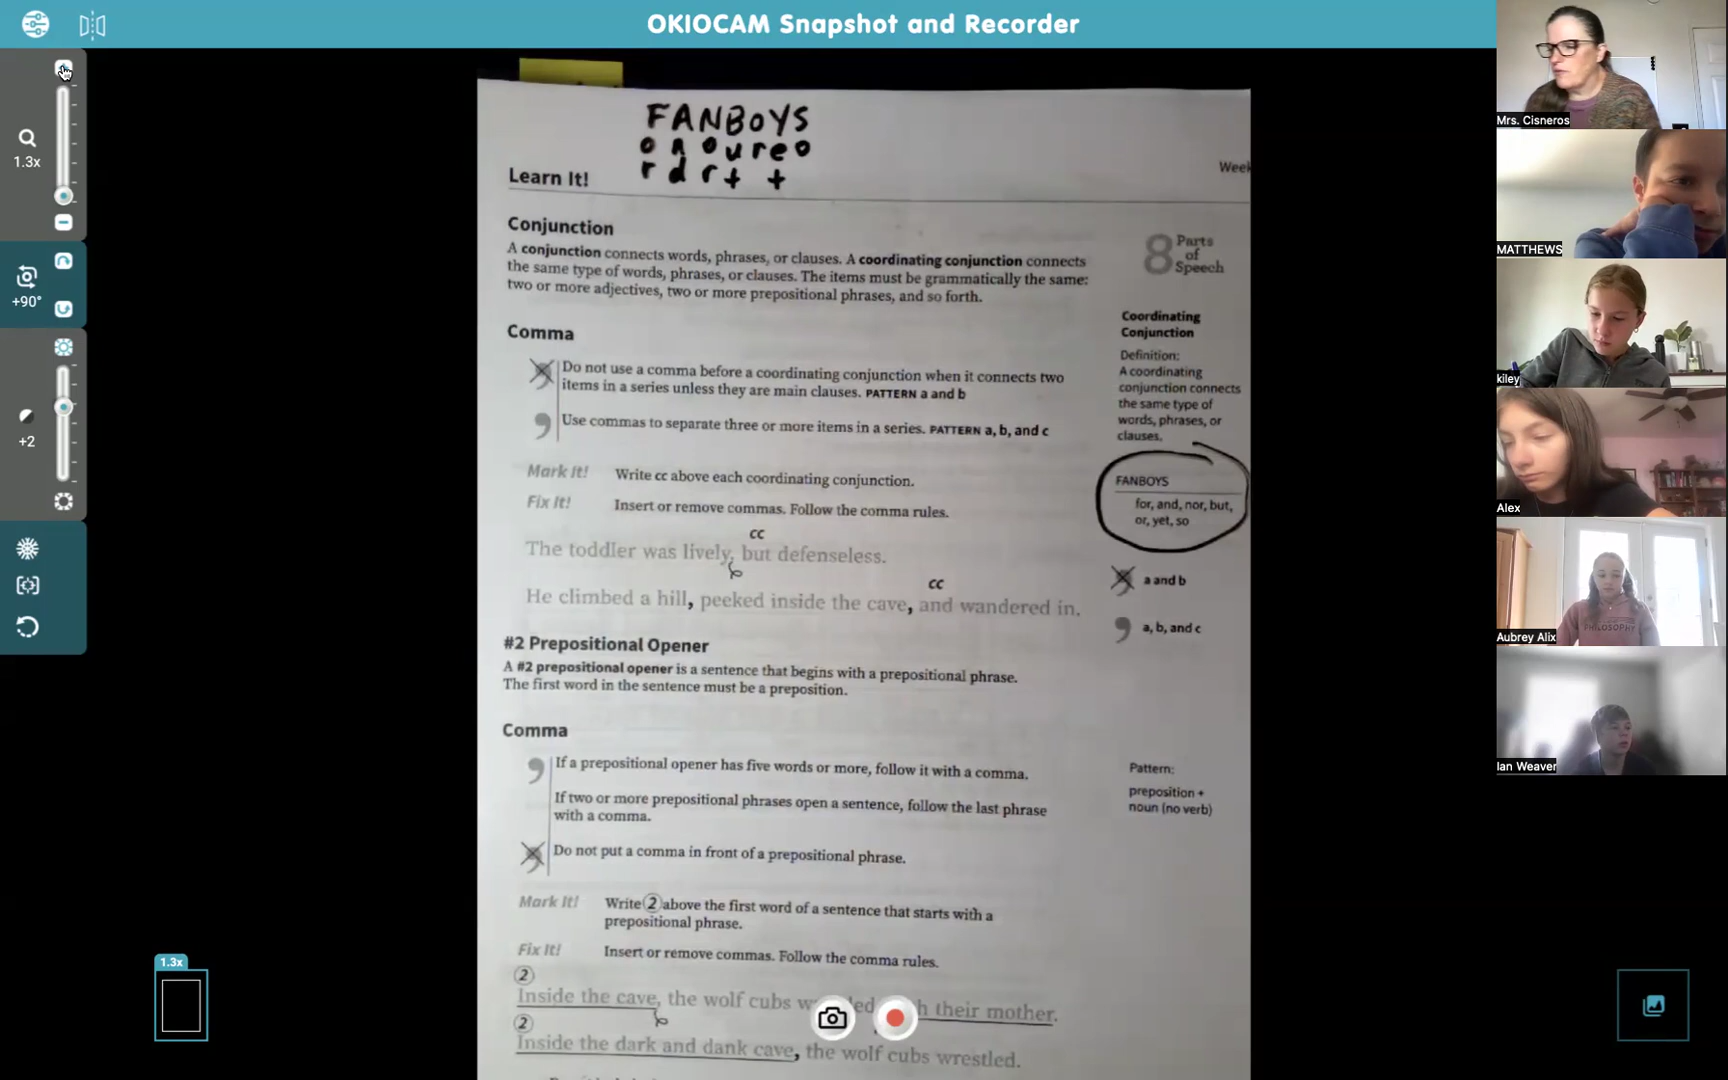 OKIOCAM Snapshot and Recorder
1.3x
+90°
+2
1.3x
FANBOYS
o n o u r e o
r d r t t
Learn It!
Week
Conjunction
A conjunction connects words, phrases, or clauses. A coordinating conjunction connects
the same type of words, phrases, or clauses. The items must be grammatically the same:
two or more adjectives, two or more prepositional phrases, and so forth.
8 Parts
of
Speech
Comma
Do not use a comma before a coordinating conjunction when it connects two
items in a series unless they are main clauses. PATTERN a and b
Use commas to separate three or more items in a series. PATTERN a, b, and c
Mark It! Write cc above each coordinating conjunction.
Fix It! Insert or remove commas. Follow the comma rules.
cc
The toddler was lively, but defenseless.
cc
He climbed a hill, peeked inside the cave, and wandered in.
Coordinating
Conjunction
Definition:
A coordinating
conjunction connects
the same type of
words, phrases, or
clauses.
FANBOYS
for, and, nor, but,
or, yet, so
a and b
a, b, and c
#2 Prepositional Opener
A #2 prepositional opener is a sentence that begins with a prepositional phrase.
The first word in the sentence must be a preposition.
Comma
If a prepositional opener has five words or more, follow it with a comma.
If two or more prepositional phrases open a sentence, follow the last phrase
with a comma.
Do not put a comma in front of a prepositional phrase.
Pattern:
preposition +
noun (no verb)
Mark It! Write ② above the first word of a sentence that starts with a
prepositional phrase.
Fix It! Insert or remove commas. Follow the comma rules.
②
Inside the cave, the wolf cubs their mother.
②
Inside the dark and dank cave, the wolf cubs wrestled.
Mrs. Cisneros
MATTHEWS
kiley
Alex
Aubrey Alix
PHILOSOPHY
Ian Weaver